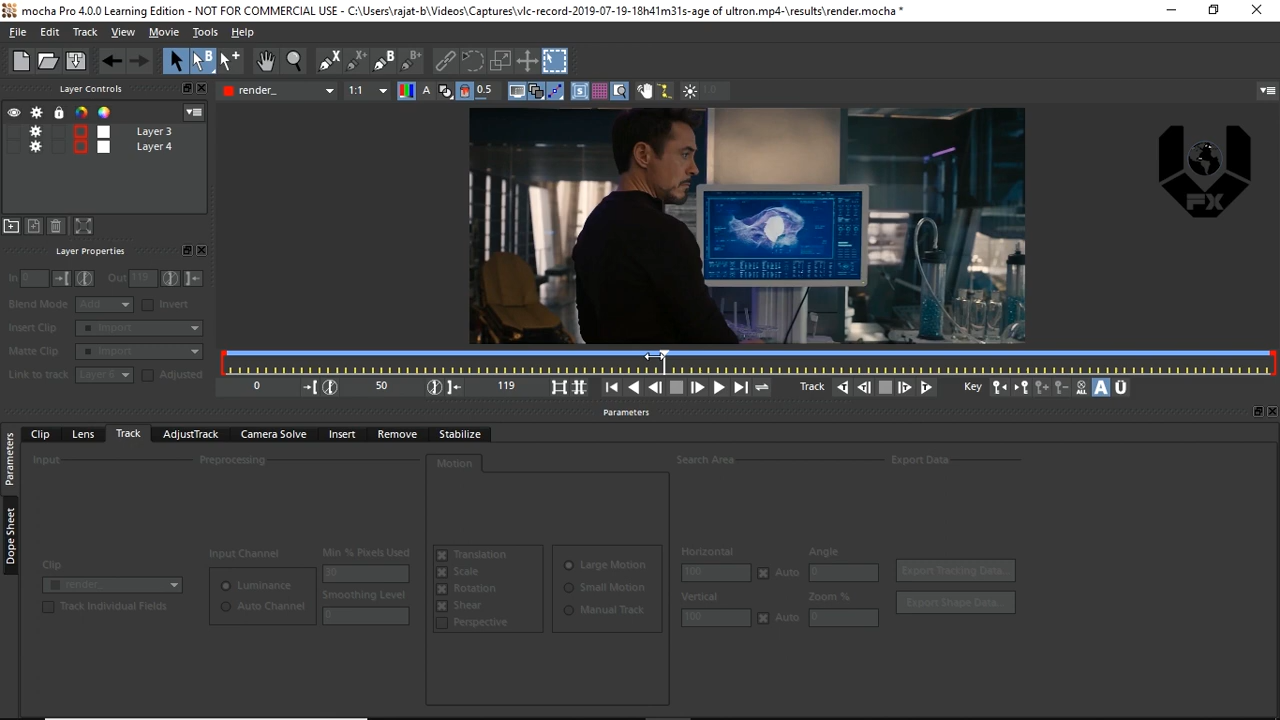 mocha Pro 4.0.0 Learning Edition - NOT FOR COMMERCIAL USE - C:\Users\rajat-b\Videos\Captures\vlc-record-2019-07-19-18h41m31s-age of ultron.mp4-\results\render.mocha *
File Edit Track View Movie Tools Help
Layer Controls
render_ 1:1 A 0.5 1.0
Layer 3
Layer 4
FX
Layer Properties
In 0 Out
Blend Mode Add Invert
Insert Clip Import
Matte Clip Import
Link to track Layer 6 Adjusted
0 50 119 Track Key ALL A Ü
Parameters
Clip Lens Track AdjustTrack Camera Solve Insert Remove Stabilize
Parameters
Dope Sheet
Input Preprocessing Motion Search Area Export Data
Input Channel Min % Pixels Used Translation Large Motion Horizontal Angle
Clip Luminance 30 Scale Small Motion 100 Auto 0 Export Tracking Data..
render_ Auto Channel Smoothing Level Rotation Manual Track Vertical Zoom % Export Shape Data...
Track Individual Fields 0 Shear 100 Auto 0
Perspective